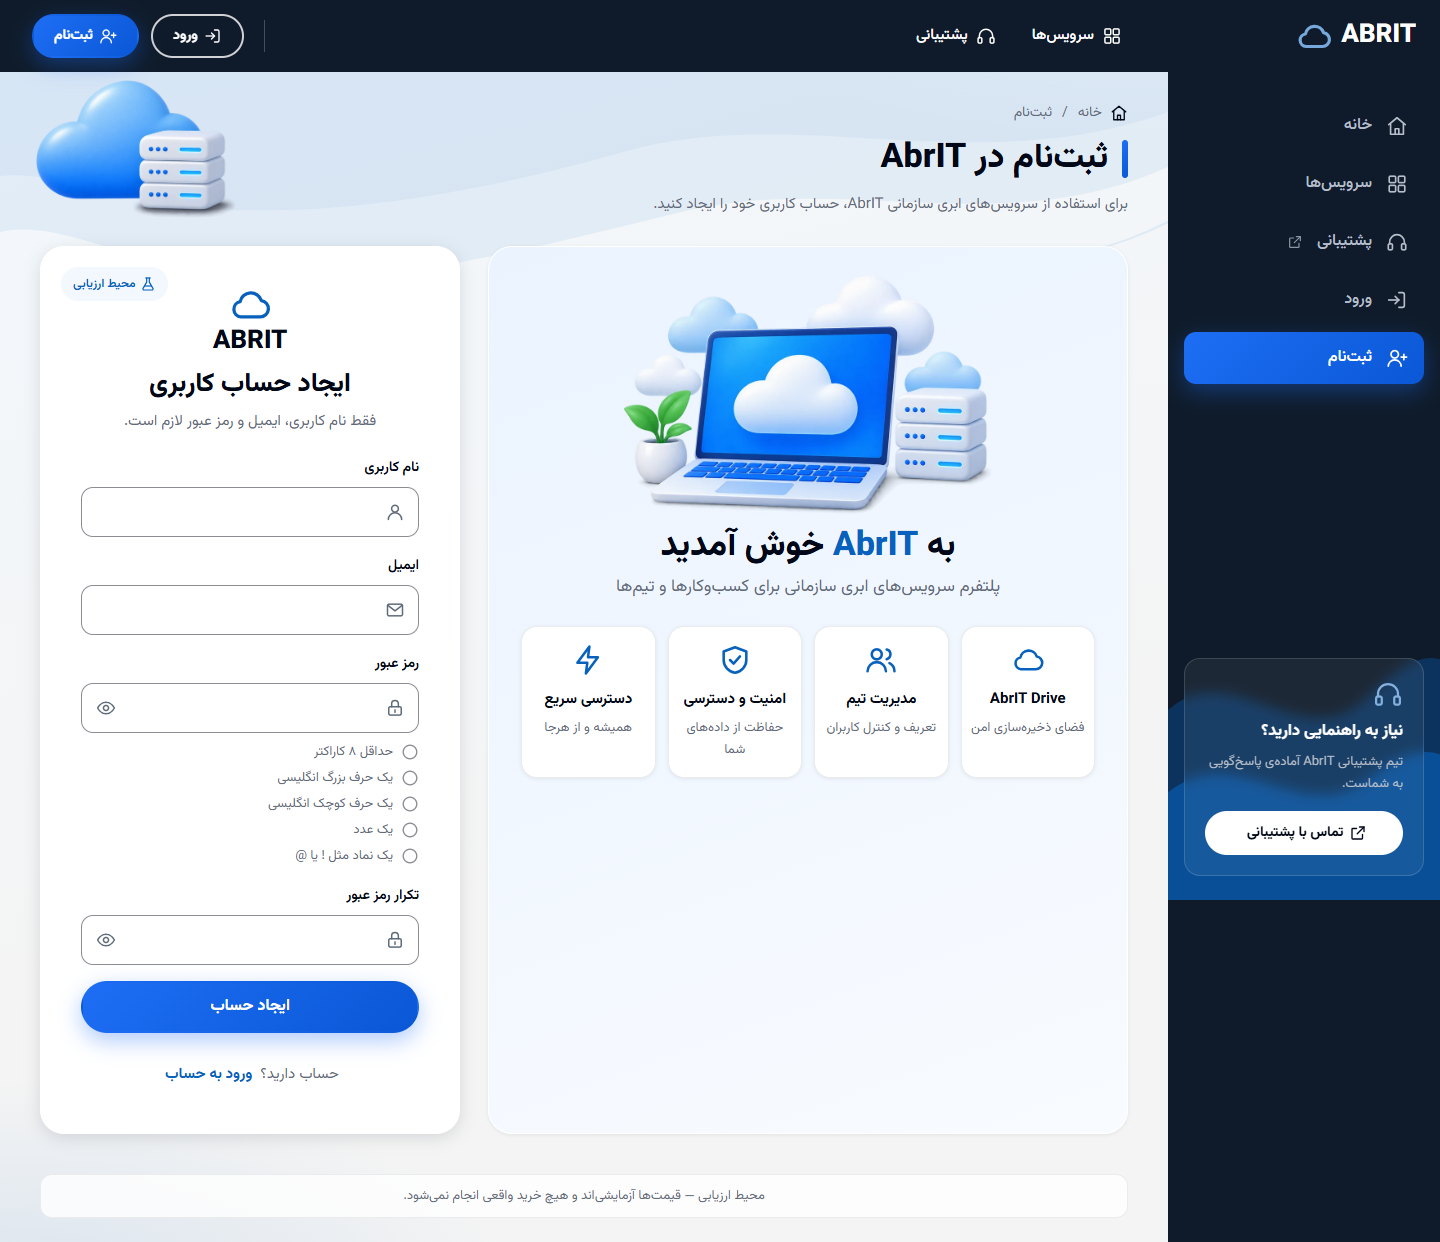 ABRIT
سرویس‌ها
پشتیبانی
ورود
ثبت‌نام
خانه
سرویس‌ها
پشتیبانی
ورود
ثبت‌نام
نیاز به راهنمایی دارید؟
تیم پشتیبانی AbrIT آماده‌ی پاسخ‌گویی
به شماست.
تماس با پشتیبانی
خانه / ثبت‌نام
ثبت‌نام در AbrIT
برای استفاده از سرویس‌های ابری سازمانی AbrIT، حساب کاربری خود را ایجاد کنید.
به AbrIT خوش آمدید
پلتفرم سرویس‌های ابری سازمانی برای کسب‌وکارها و تیم‌ها
AbrIT Drive
فضای ذخیره‌سازی امن
مدیریت تیم
تعریف و کنترل کاربران
امنیت و دسترسی
حفاظت از داده‌های
شما
دسترسی سریع
همیشه و از هرجا
محیط ارزیابی
ABRIT
ایجاد حساب کاربری
فقط نام کاربری، ایمیل و رمز عبور لازم است.
نام کاربری
ایمیل
رمز عبور
حداقل ۸ کاراکتر
یک حرف بزرگ انگلیسی
یک حرف کوچک انگلیسی
یک عدد
یک نماد مثل ! یا @
تکرار رمز عبور
ایجاد حساب
حساب دارید؟ ورود به حساب
محیط ارزیابی — قیمت‌ها آزمایشی‌اند و هیچ خرید واقعی انجام نمی‌شود.